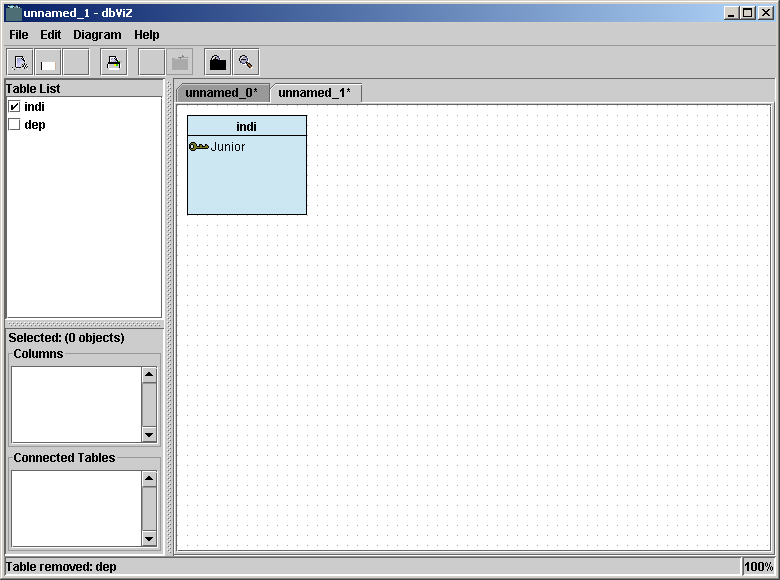 unnamed_1 - dbViZ
File Edit Diagram Help
Table List
indi
dep
Selected: (0 objects)
Columns
Connected Tables
unnamed_0* unnamed_1*
indi
Junior
Table removed: dep
100%